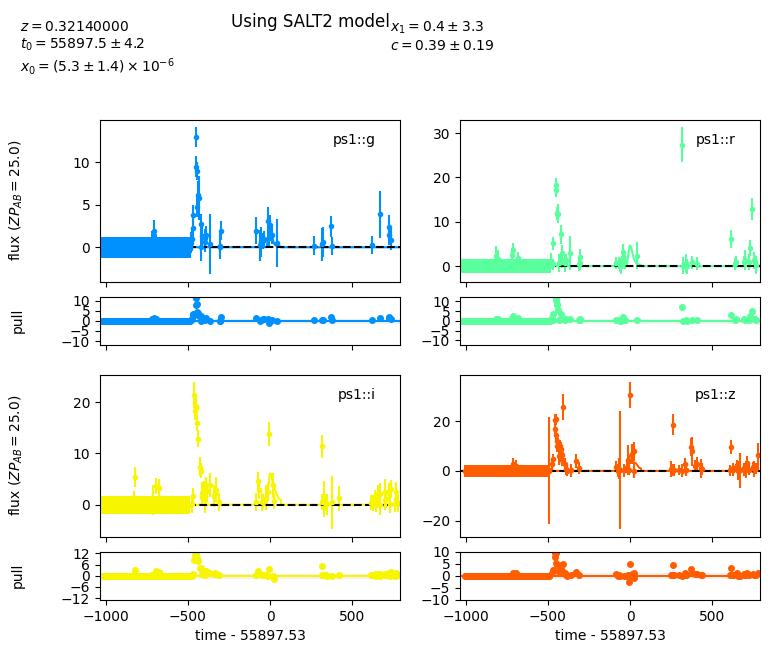 Using SALT2 model
z = 0.32140000
t₀ = 55897.5 ± 4.2
x₀ = (5.3 ± 1.4) × 10⁻⁶
x₁ = 0.4 ± 3.3
c = 0.39 ± 0.19
ps1::g
flux (ZP_AB = 25.0)
10
5
0
ps1::r
30
20
10
0
pull
10
5
0
−5
−10
10
5
0
−5
−10
ps1::i
flux (ZP_AB = 25.0)
20
10
0
ps1::z
20
0
−20
pull
12
6
0
−6
−12
−1000
−500
0
500
time - 55897.53
10
5
0
−5
−10
−1000
−500
0
500
time - 55897.53